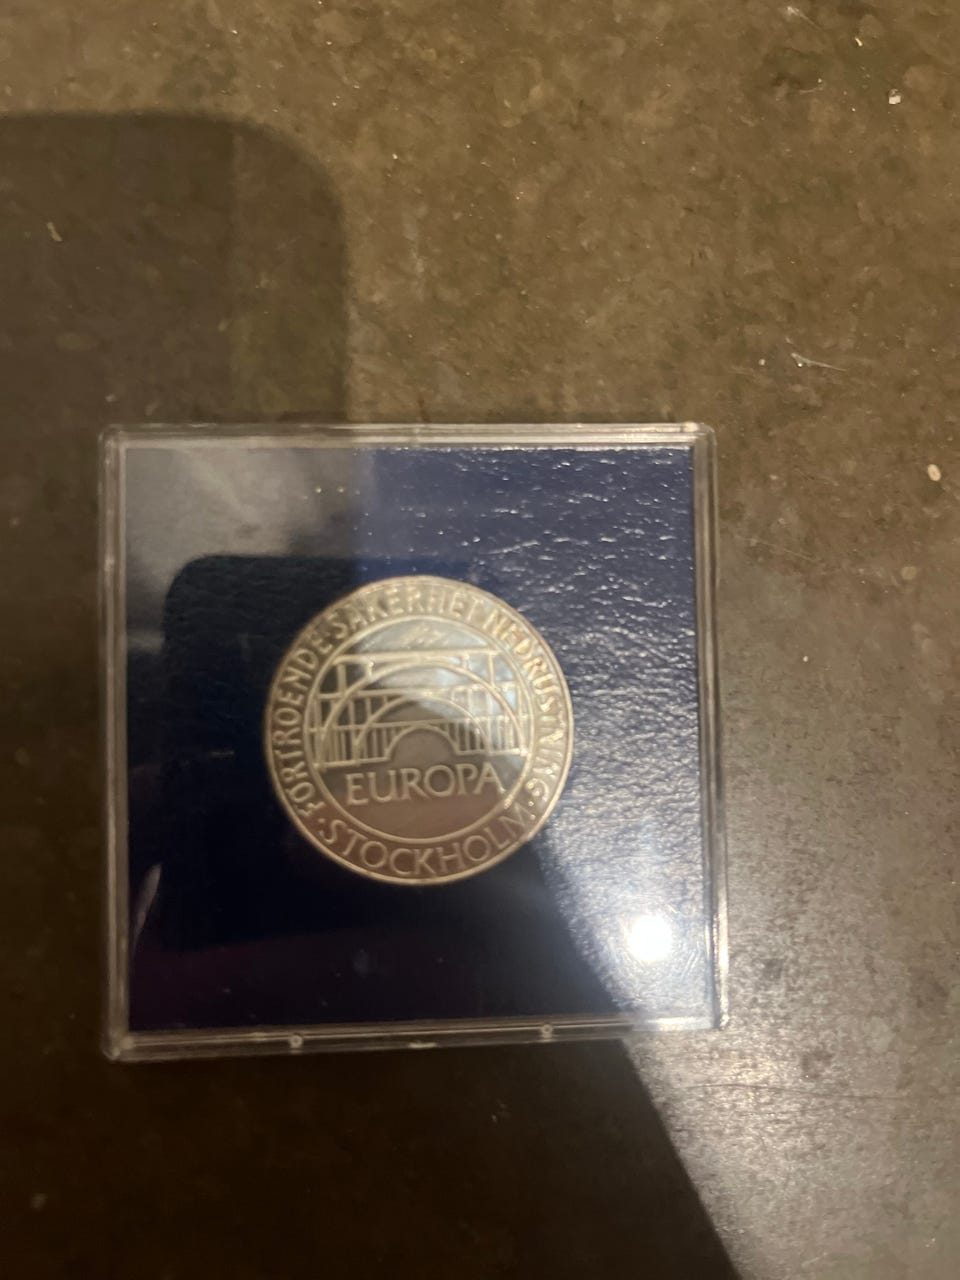 FÖRTROENDE·SÄKERHET NEDRUSTNING·
EUROPA
·STOCKHOLM·